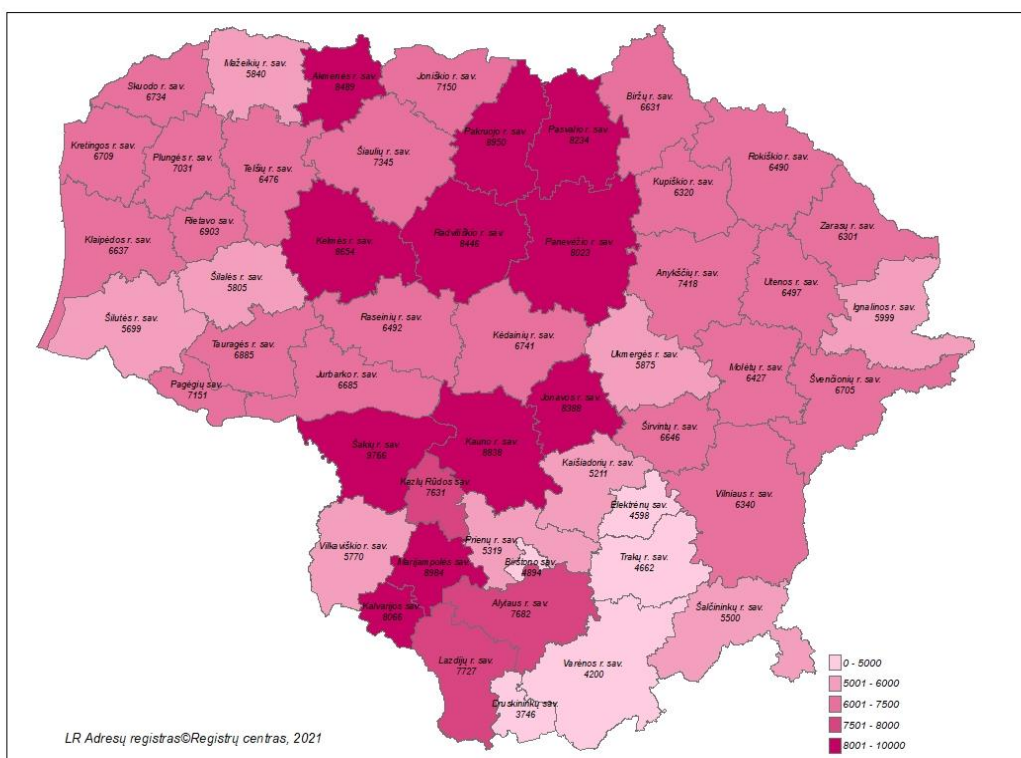 Mažeikių r. sav.
5840
Akmenės r. sav.
8489
Joniškio r. sav.
7150
Skuodo r. sav.
6734
Biržų r. sav.
6631
Pakruojo r. sav.
8950
Pasvalio r. sav.
8234
Kretingos r. sav.
6709
Plungės r. sav.
7031
Telšių r. sav.
6476
Šiaulių r. sav.
7345
Rokiškio r. sav.
6490
Kupiškio r. sav.
6320
Rietavo sav.
6903
Klaipėdos r. sav.
6637
Kelmės r. sav.
8654
Radviliškio r. sav.
8446
Panevėžio r. sav.
Zarasų r. sav.
6301
Anykščių r. sav.
7418
Utenos r. sav.
6497
Šilalės r. sav.
5805
Ignalinos r. sav.
5999
Šilutės r. sav.
5699
Raseinių r. sav.
6492
Kėdainių r. sav.
6741
Tauragės r. sav.
6885
Ukmergės r. sav.
5875
Molėtų r. sav.
6427
Švenčionių r. sav.
6705
Jurbarko r. sav.
6685
Pagėgių sav.
7151
Jonavos r. sav.
Širvintų r. sav.
6646
Šakių r. sav.
9766
Kauno r. sav.
8838
Kaišiadorių r. sav.
5211
Kazlų Rūdos sav.
7631
Vilniaus r. sav.
6340
Elektrėnų sav.
4598
Vilkaviškio r. sav.
5770
Prienų r. sav.
5319
Birštono sav.
4894
Marijampolės sav.
8984
Trakų r. sav.
4662
Kalvarijos sav.
8066
Alytaus r. sav.
7682
Šalčininkų r. sav.
5500
Lazdijų r. sav.
7727
Varėnos r. sav.
4200
Druskininkų sav.
3746
0 - 5000
5001 - 6000
6001 - 7500
7501 - 8000
8001 - 10000
LR Adresų registras©Registrų centras, 2021